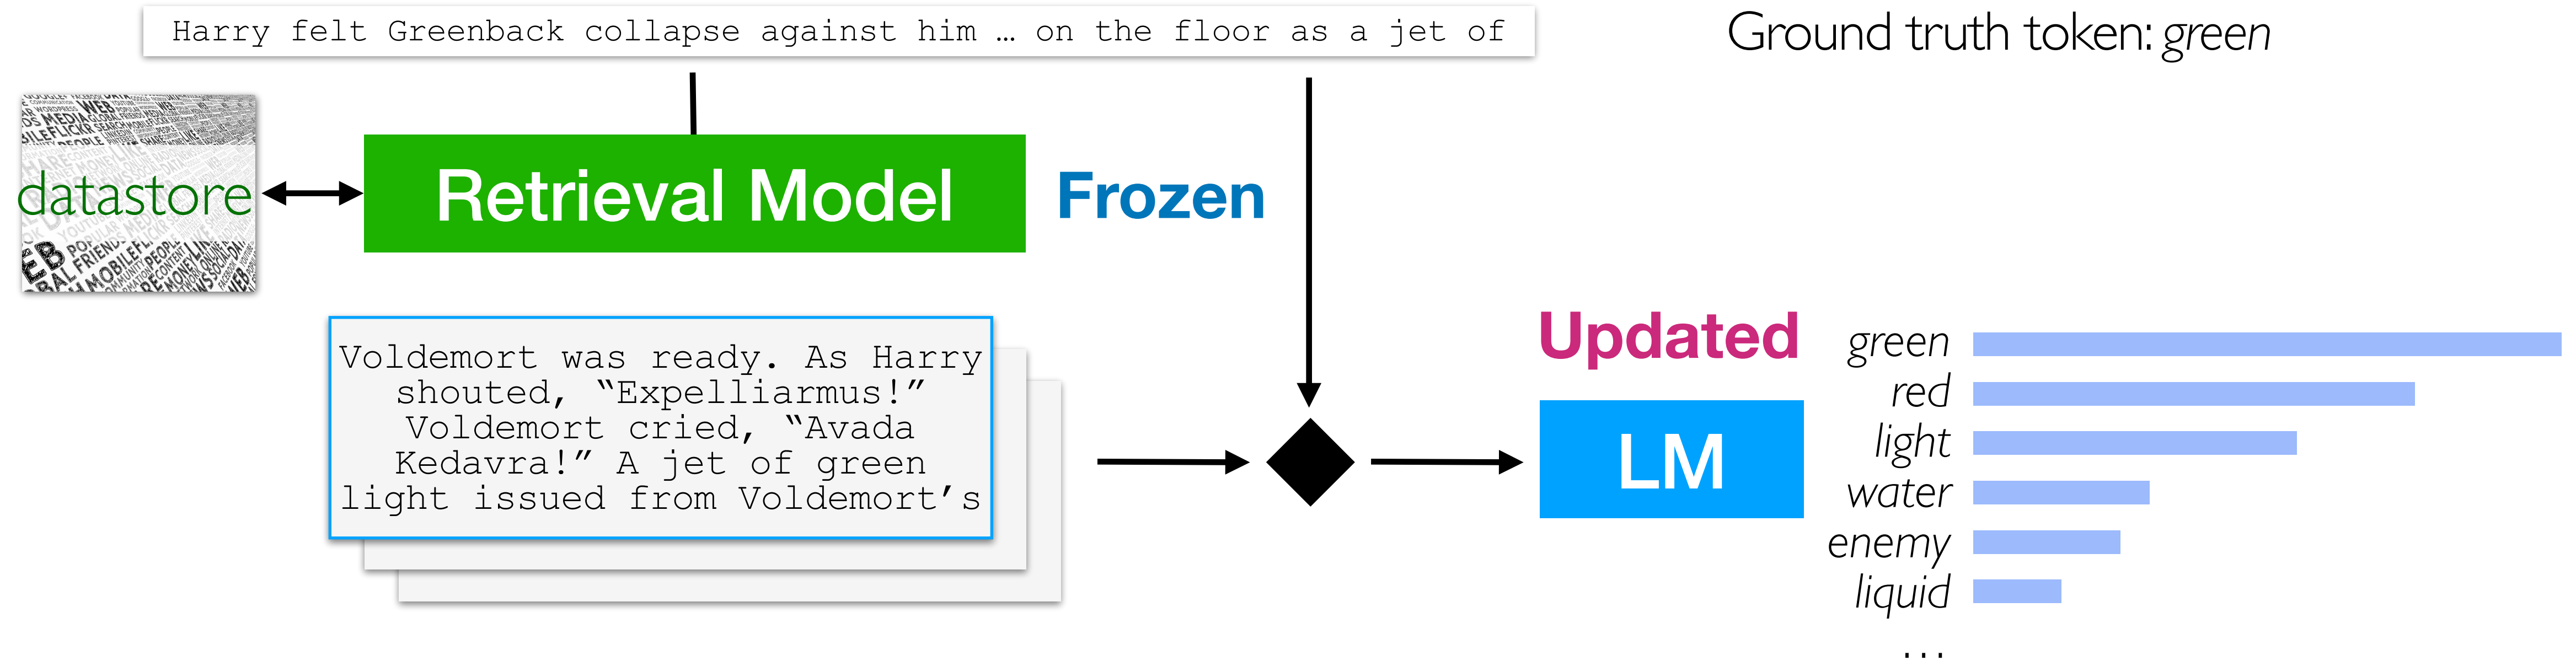 Harry felt Greenback collapse against him … on the floor as a jet of
Ground truth token: green
datastore
Retrieval Model
Frozen
Voldemort was ready. As Harry
shouted, “Expelliarmus!”
Voldemort cried, “Avada
Kedavra!” A jet of green
light issued from Voldemort’s
Updated
LM
green
red
light
water
enemy
liquid
...